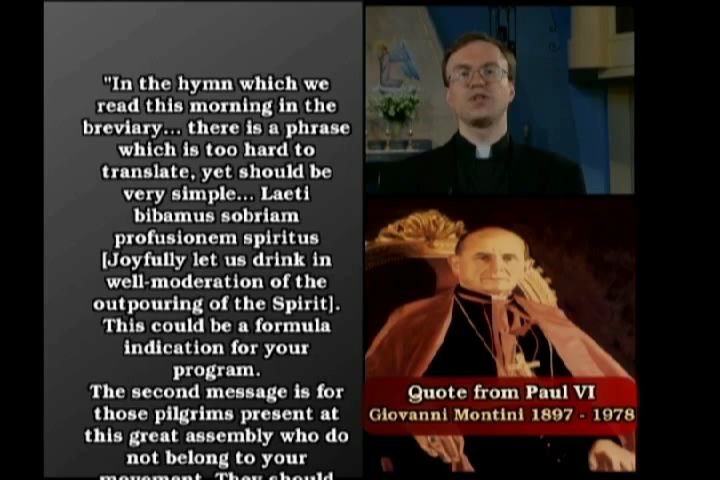 "In the hymn which we
read this morning in the
breviary... there is a phrase
which is too hard to
translate, yet should be
very simple... Laeti
bibamus sobriam
profusionem spiritus
[Joyfully let us drink in
well-moderation of the
outpouring of the Spirit].
This could be a formula
indication for your
program.
The second message is for
those pilgrims present at
this great assembly who do
not belong to your
movement. They should
Quote from Paul VI
Giovanni Montini 1897 - 1978